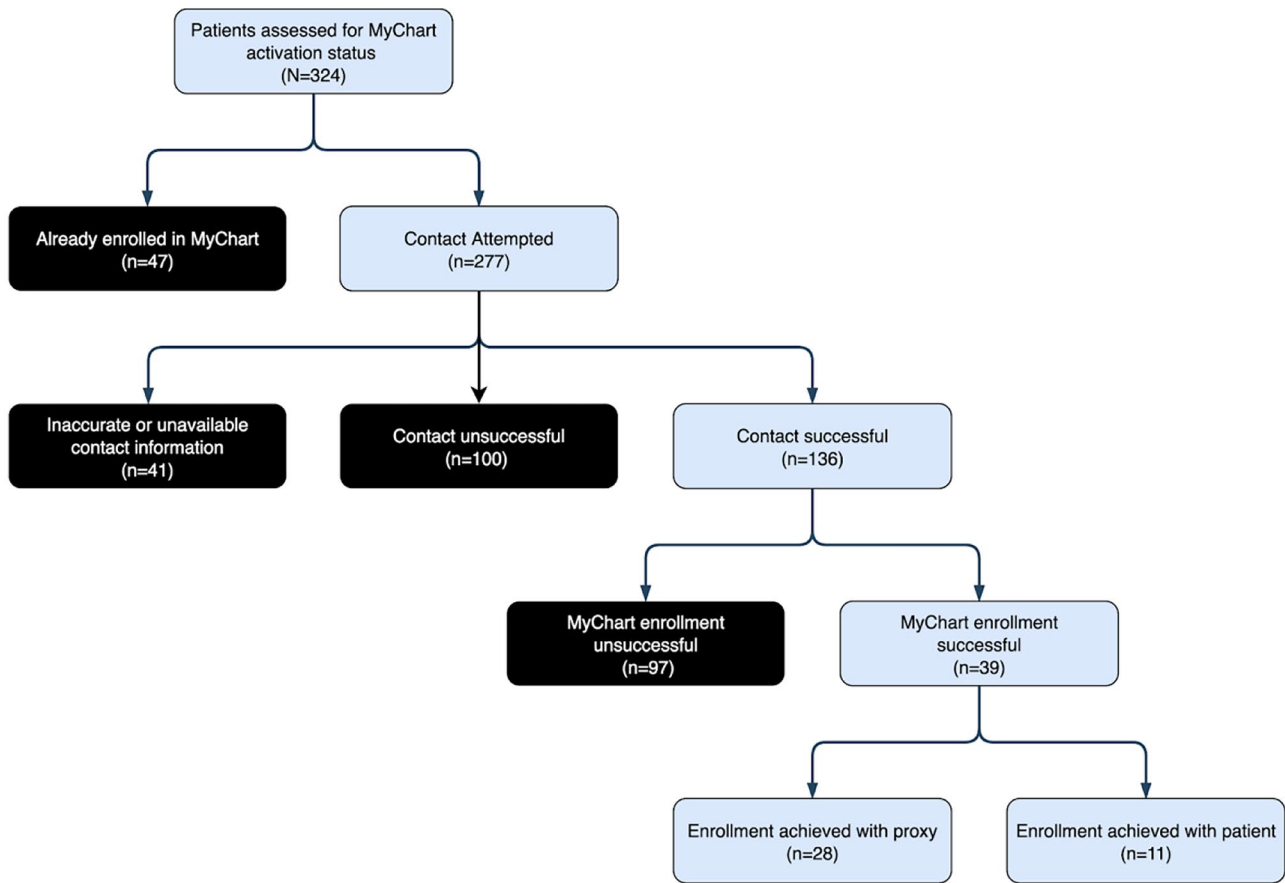 Patients assessed for MyChart
activation status
(N=324)
Already enrolled in MyChart
(n=47)
Contact Attempted
(n=277)
Inaccurate or unavailable
contact information
(n=41)
Contact unsuccessful
(n=100)
Contact successful
(n=136)
MyChart enrollment
unsuccessful
(n=97)
MyChart enrollment
successful
(n=39)
Enrollment achieved with proxy
(n=28)
Enrollment achieved with patient
(n=11)